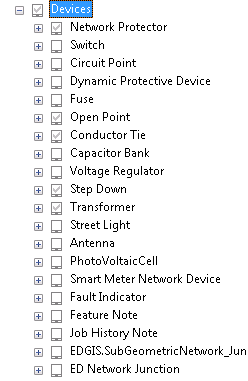 Devices
Network Protector
Switch
Circuit Point
Dynamic Protective Device
Fuse
Open Point
Conductor Tie
Capacitor Bank
Voltage Regulator
Step Down
Transformer
Street Light
Antenna
PhotoVoltaicCell
Smart Meter Network Device
Fault Indicator
Feature Note
Job History Note
EDGIS.SubGeometricNetwork_Jun
ED Network Junction